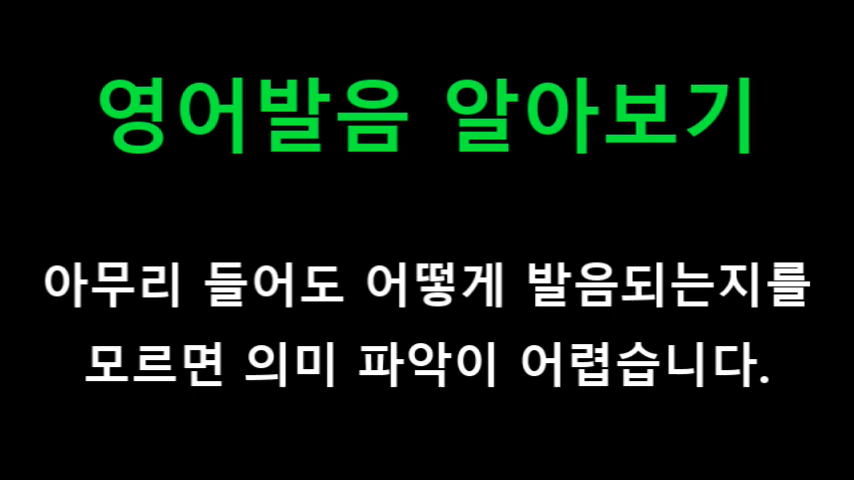 영어발음 알아보기
아무리 들어도 어떻게 발음되는지를
모르면 의미 파악이 어렵습니다.